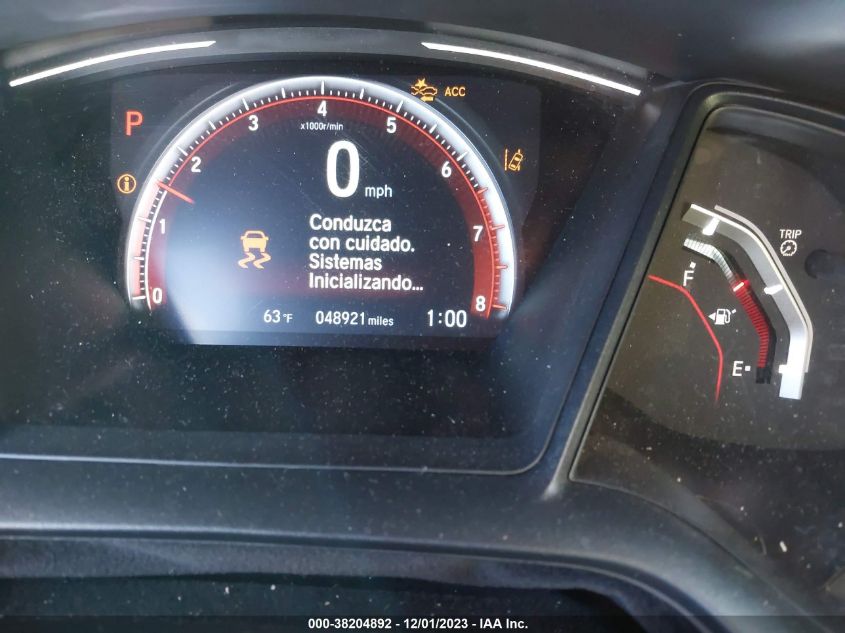 ACC
P
4
3
5
x1000r/min
2
6
0 mph
1
7
Conduzca
con cuidado.
Sistemas
Inicializando...
0
8
63°F 048921 miles 1:00
TRIP
F
E
000-38204892 - 12/01/2023 - IAA Inc.